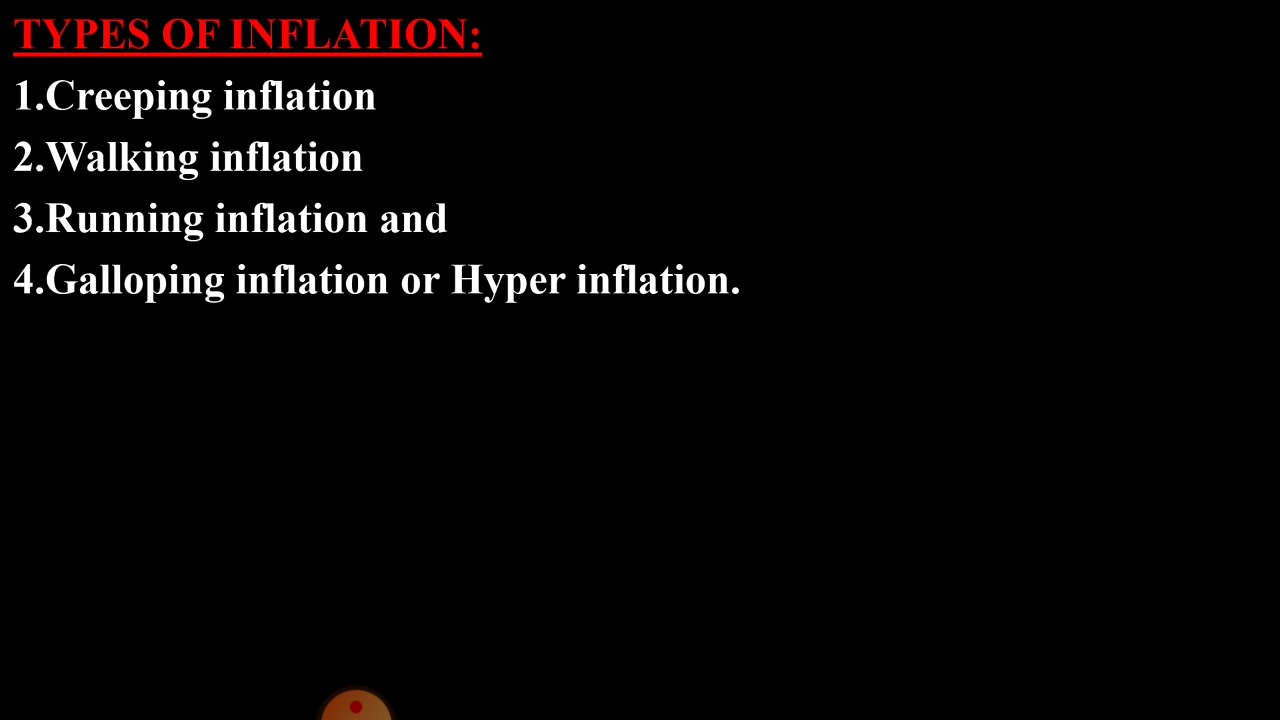 TYPES OF INFLATION:
1.Creeping inflation
2.Walking inflation
3.Running inflation and
4.Galloping inflation or Hyper inflation.